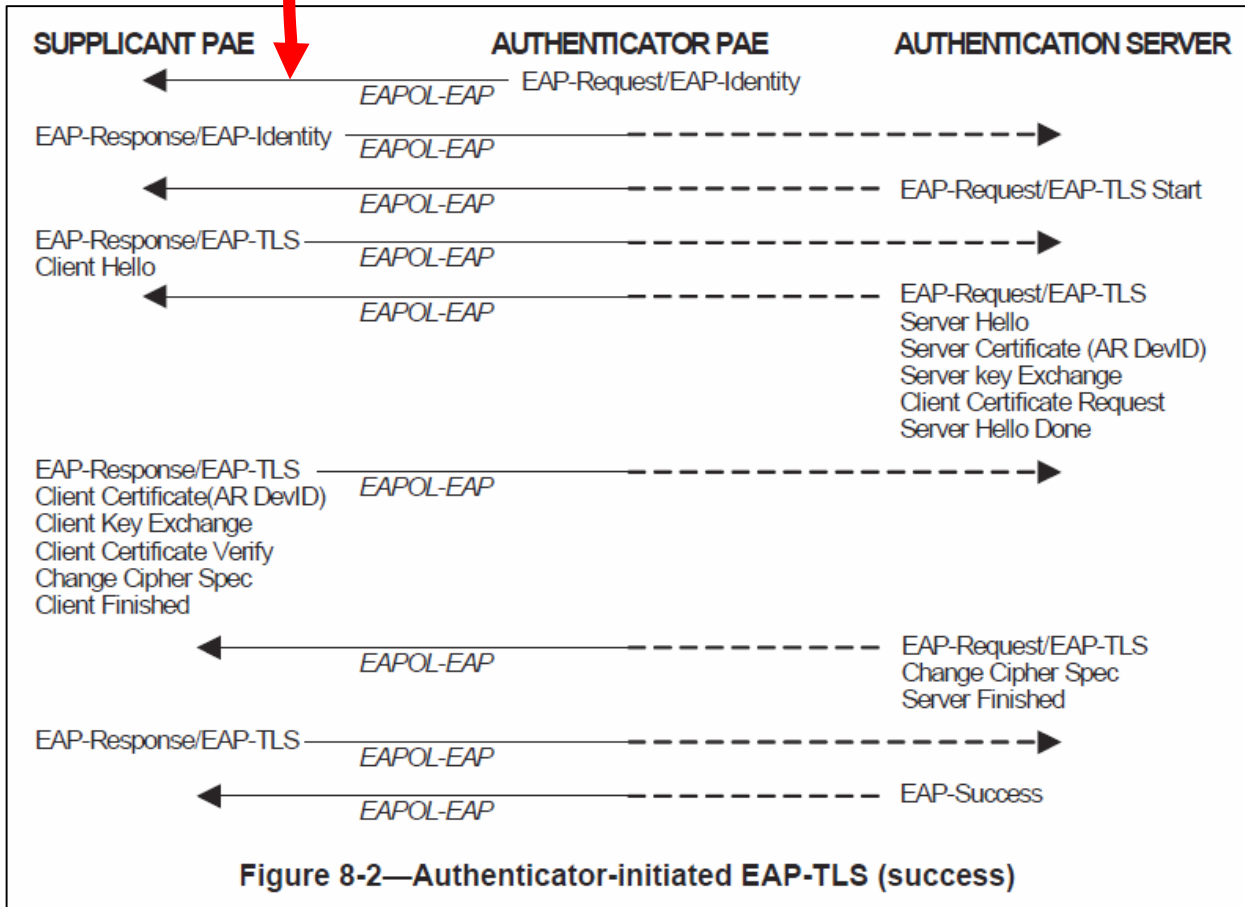 SUPPLICANT PAE AUTHENTICATOR PAE AUTHENTICATION SERVER
EAP-Request/EAP-Identity
EAPOL-EAP
EAP-Response/EAP-Identity
EAPOL-EAP
EAP-Request/EAP-TLS Start
EAPOL-EAP
EAP-Response/EAP-TLS
Client Hello
EAPOL-EAP
EAP-Request/EAP-TLS
EAPOL-EAP
Server Hello
Server Certificate (AR DevID)
Server key Exchange
Client Certificate Request
Server Hello Done
EAP-Response/EAP-TLS
EAPOL-EAP
Client Certificate(AR DevID)
Client Key Exchange
Client Certificate Verify
Change Cipher Spec
Client Finished
EAP-Request/EAP-TLS
EAPOL-EAP
Change Cipher Spec
Server Finished
EAP-Response/EAP-TLS
EAPOL-EAP
EAP-Success
EAPOL-EAP
Figure 8-2—Authenticator-initiated EAP-TLS (success)